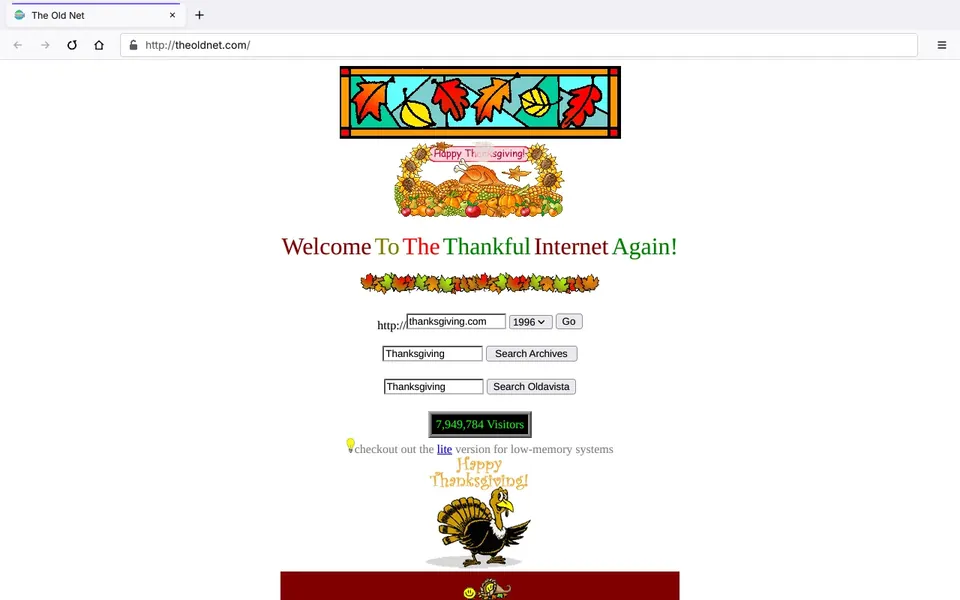 The Old Net
http://theoldnet.com/
Happy Thanksgiving!
Welcome To The Thankful Internet Again!
http:// thanksgiving.com 1996 Go
Thanksgiving Search Archives
Thanksgiving Search Oldavista
7,949,784 Visitors
checkout out the lite version for low-memory systems
Happy
Thanksgiving!